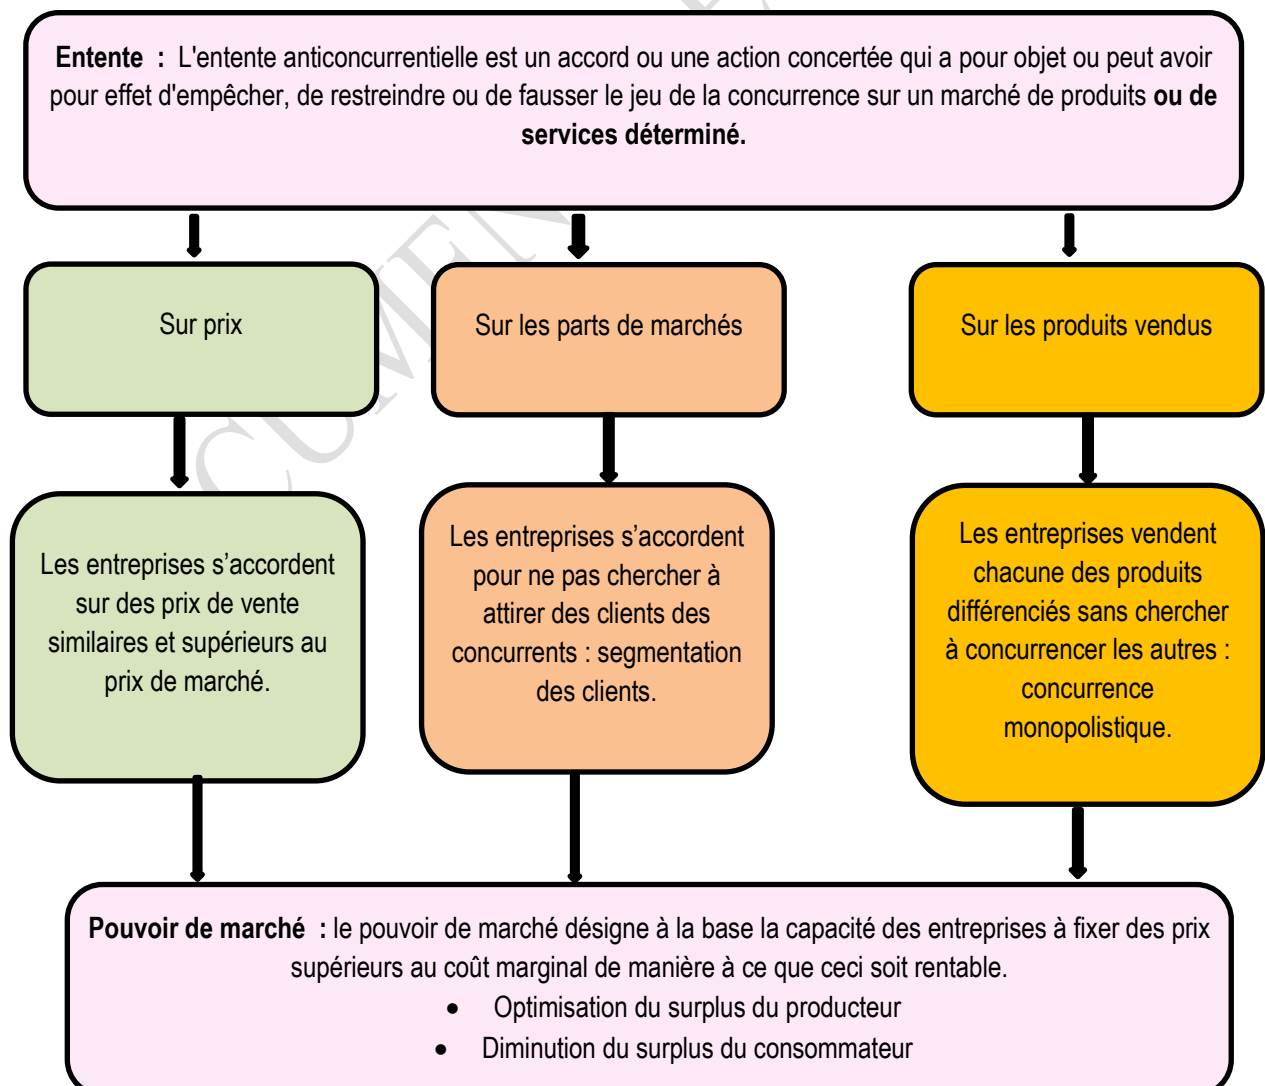 Entente : L'entente anticoncurrentielle est un accord ou une action concertée qui a pour objet ou peut avoir
pour effet d'empêcher, de restreindre ou de fausser le jeu de la concurrence sur un marché de produits ou de
services déterminé.
Sur prix
Sur les parts de marchés
Sur les produits vendus
Les entreprises s’accordent
sur des prix de vente
similaires et supérieurs au
prix de marché.
Les entreprises s’accordent
pour ne pas chercher à
attirer des clients des
concurrents : segmentation
des clients.
Les entreprises vendent
chacune des produits
différenciés sans chercher
à concurrencer les autres :
concurrence
monopolistique.
Pouvoir de marché : le pouvoir de marché désigne à la base la capacité des entreprises à fixer des prix
supérieurs au coût marginal de manière à ce que ceci soit rentable.
• Optimisation du surplus du producteur
• Diminution du surplus du consommateur